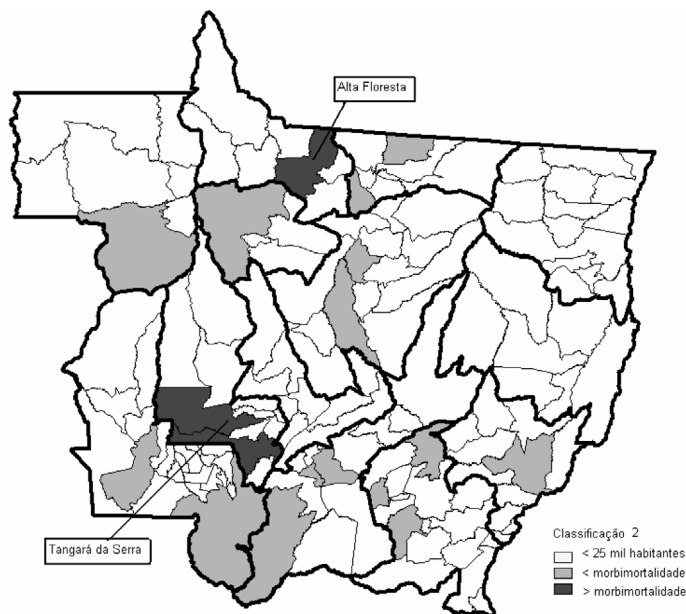 Alta Floresta
Tangará da Serra
Classificação 2
< 25 mil habitantes
< morbimortalidade
> morbimortalidade